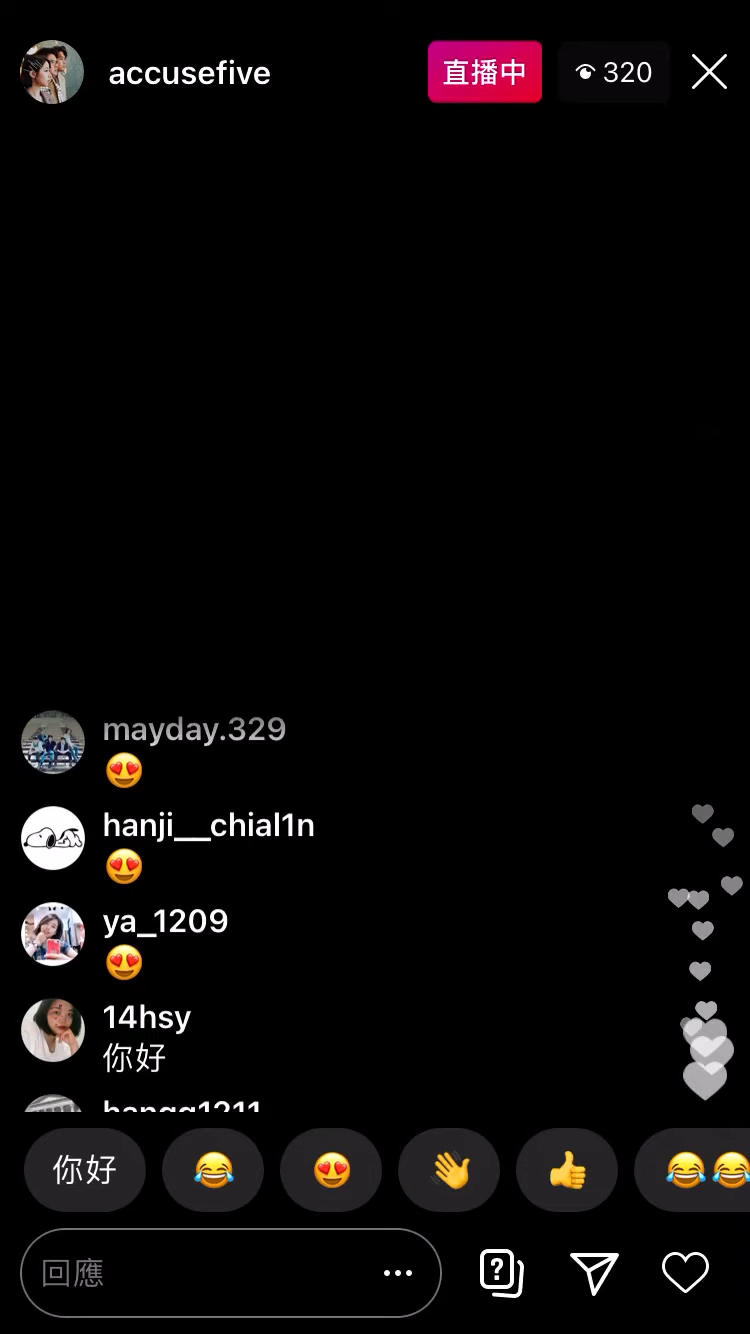 accusefive
直播中
320
mayday.329
😍
hanji__chial1n
😍
ya_1209
😍
14hsy
你好
你好 😂 😍 👋 👍 😂😂
回應